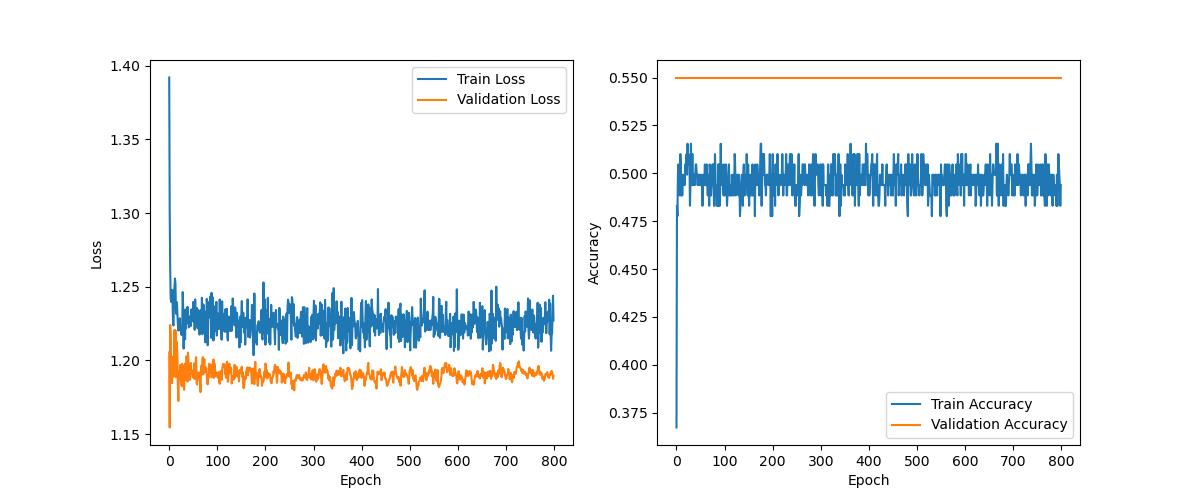 1.40
1.35
1.30
1.25
1.20
1.15
Loss
0 100 200 300 400 500 600 700 800
Epoch
Train Loss
Validation Loss
0.550
0.525
0.500
0.475
0.450
0.425
0.400
0.375
Accuracy
0 100 200 300 400 500 600 700 800
Epoch
Train Accuracy
Validation Accuracy